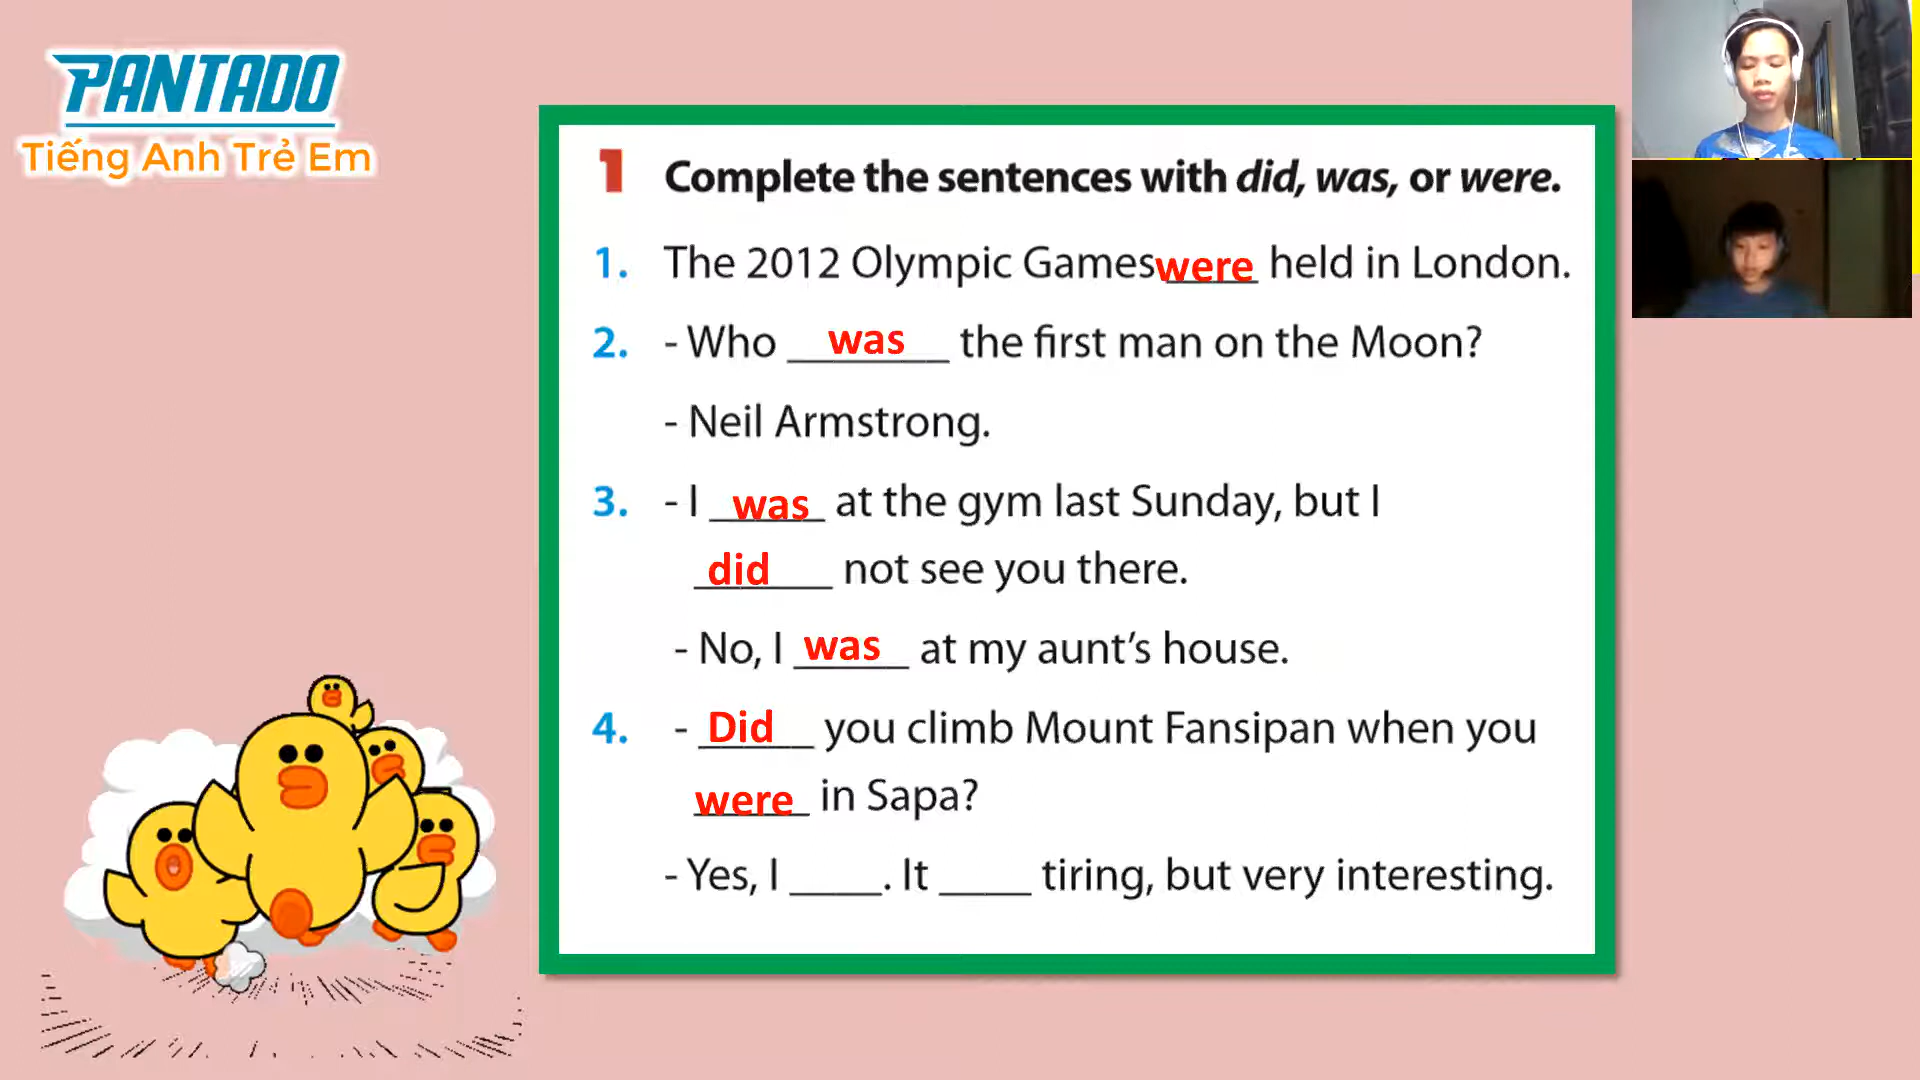 PANTADO
Tiếng Anh Trẻ Em
1 Complete the sentences with did, was, or were.
1. The 2012 Olympic Games were held in London.
2. - Who was the first man on the Moon?
- Neil Armstrong.
3. - I was at the gym last Sunday, but I
did not see you there.
- No, I was at my aunt's house.
4. - Did you climb Mount Fansipan when you
were in Sapa?
- Yes, I ____. It ____ tiring, but very interesting.